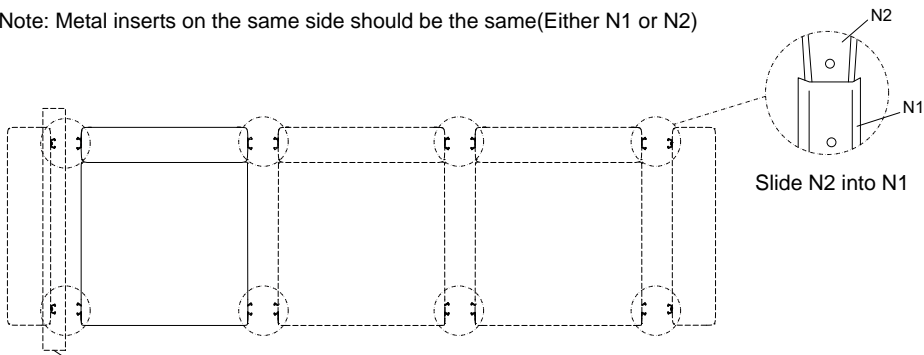 Note: Metal inserts on the same side should be the same(Either N1 or N2)
N2
N1
Slide N2 into N1